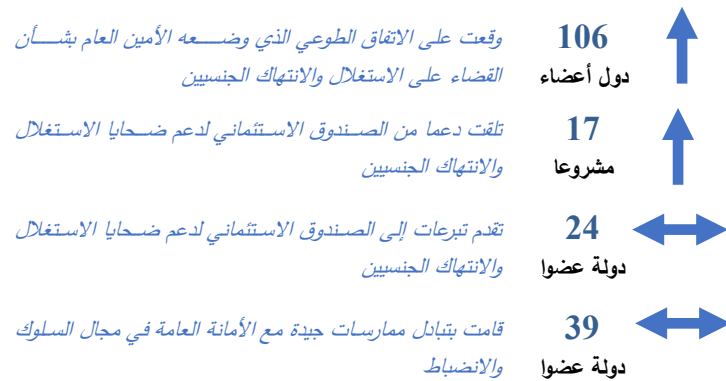 106
دول أعضاء
وقعت على الاتفاق الطوعي الذي وضعه الأمين العام بشأن
القضاء على الاستغلال والانتهاك الجنسيين
17
مشروعا
تلقت دعما من الصندوق الاستئماني لدعم ضحايا الاستغلال
والانتهاك الجنسيين
24
دولة عضوا
تقدم تبرعات إلى الصندوق الاستئماني لدعم ضحايا الاستغلال
والانتهاك الجنسيين
39
دولة عضوا
قامت بتبادل ممارسات جيدة مع الأمانة العامة في مجال السلوك
والانضباط